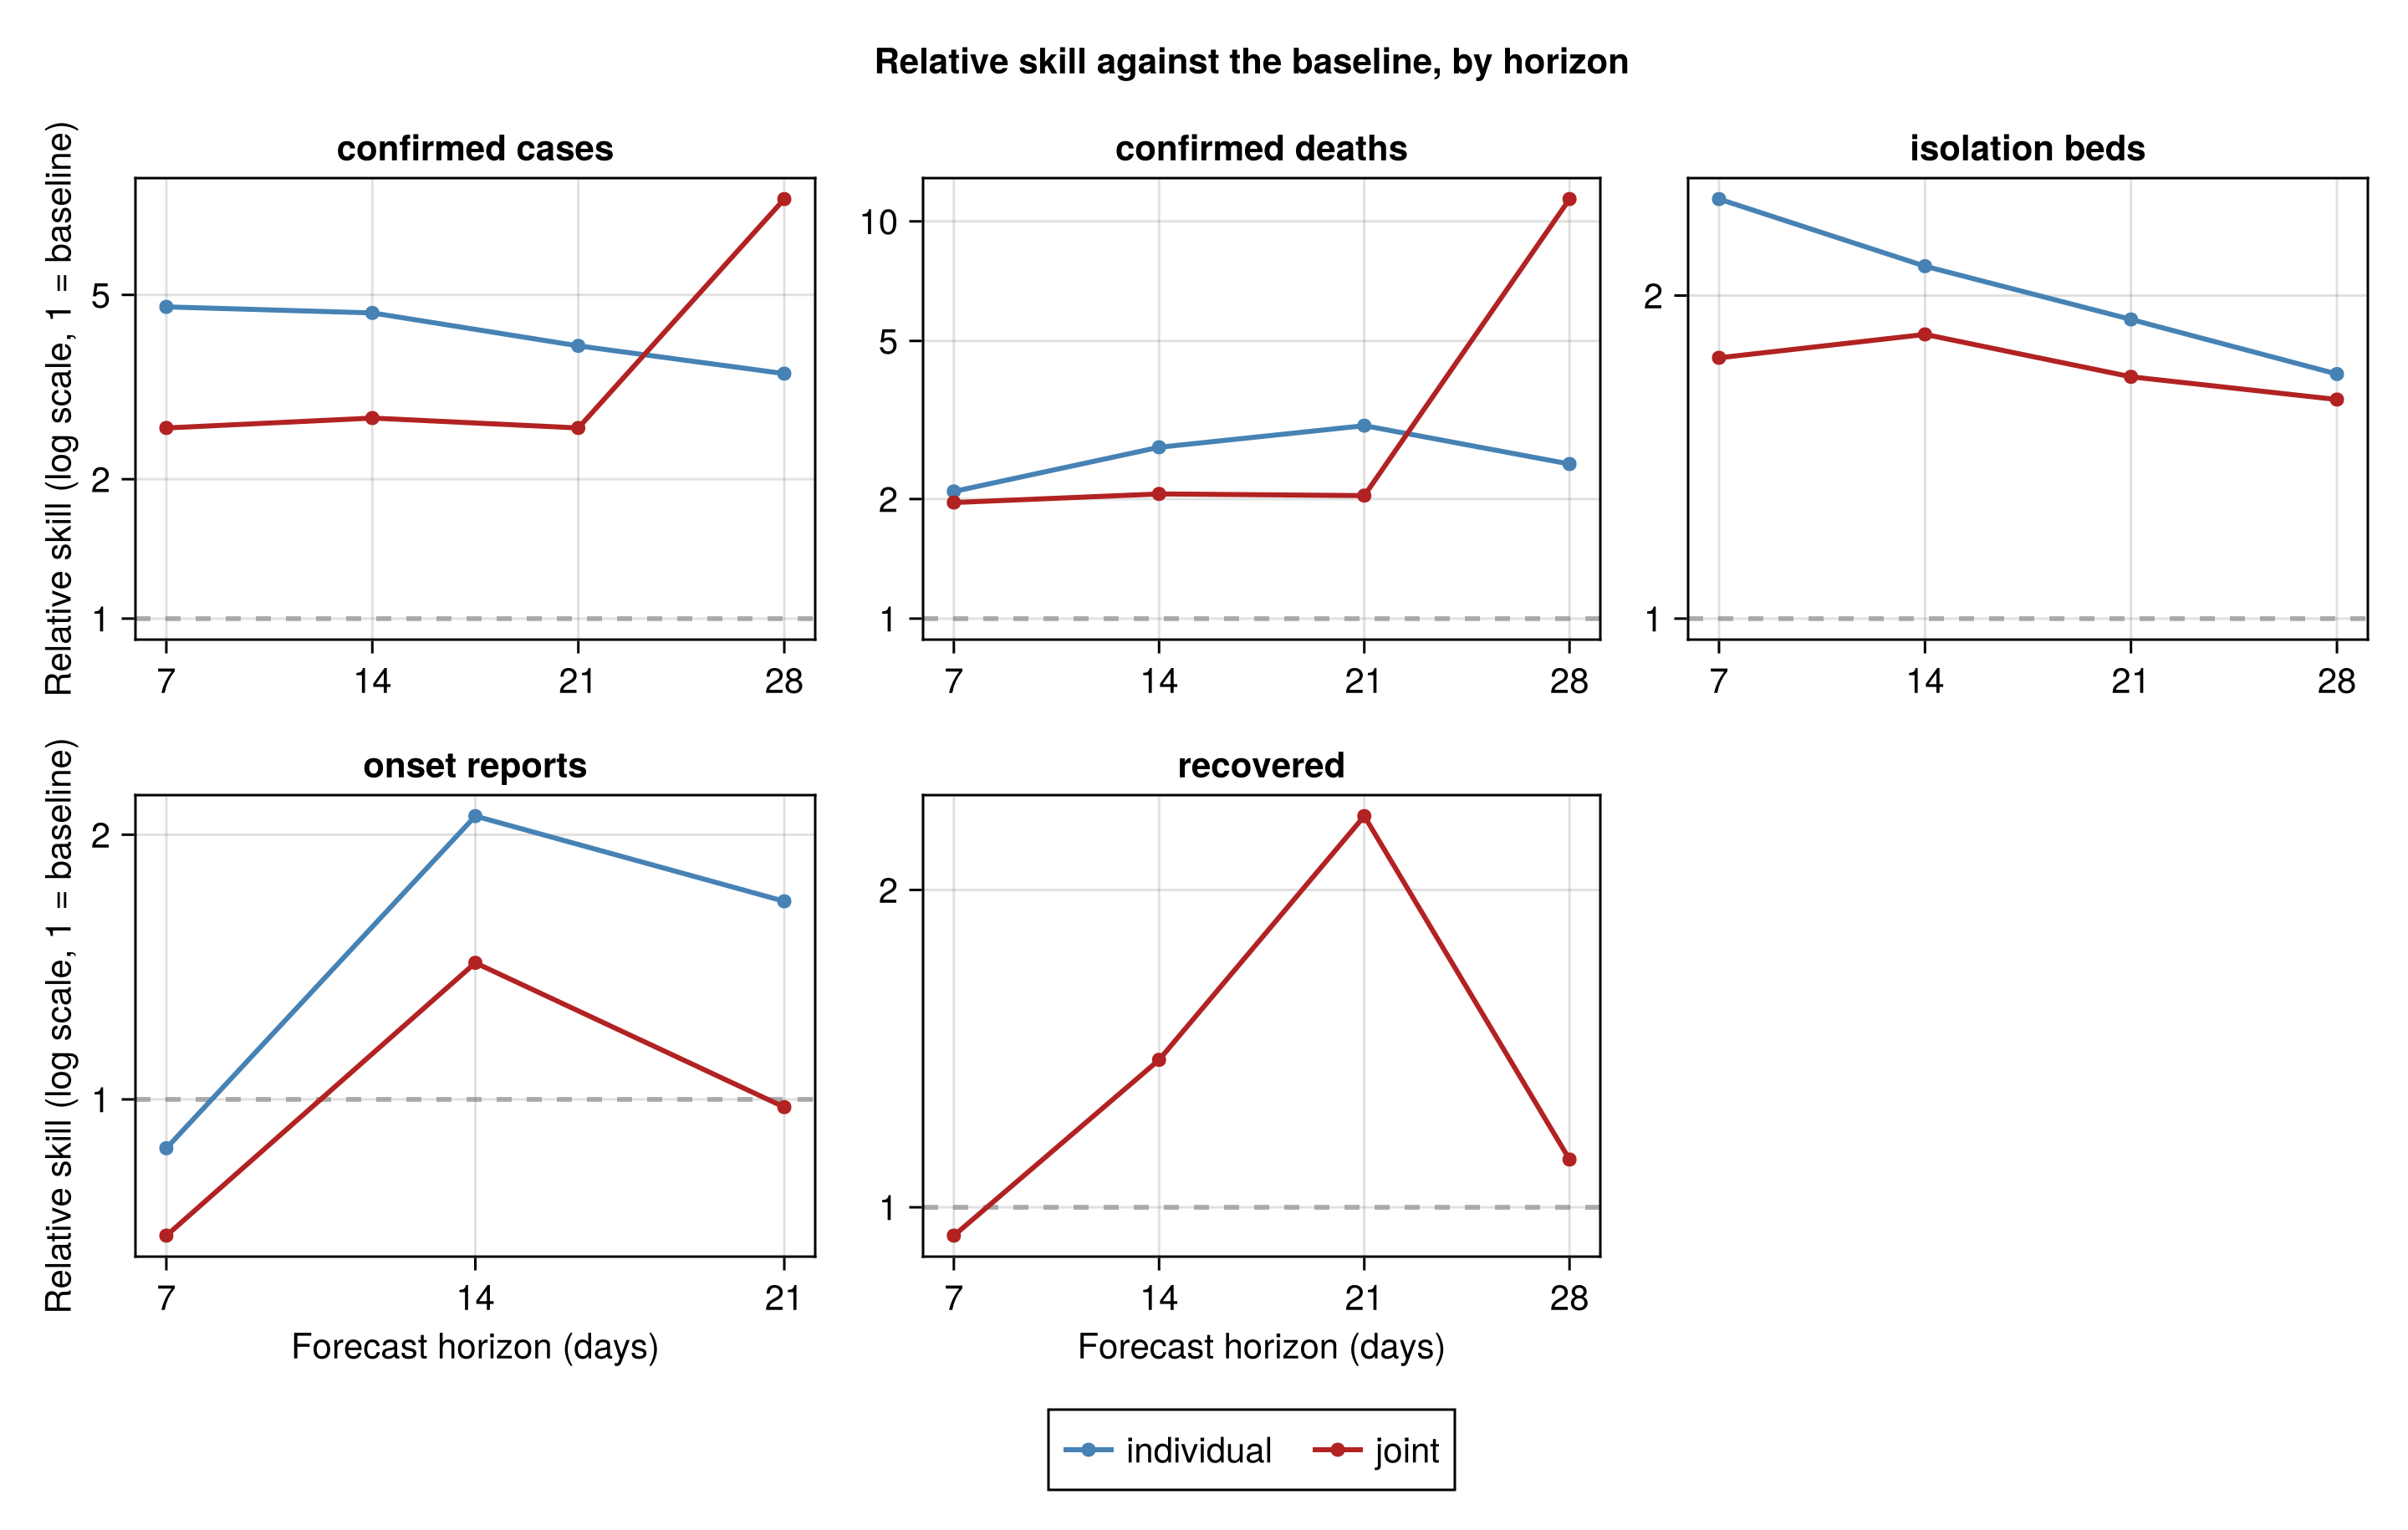 Relative skill against the baseline, by horizon
confirmed cases
confirmed deaths
isolation beds
Relative skill (log scale, 1 = baseline)
5
2
1
7 14 21 28
10
5
2
1
7 14 21 28
2
1
7 14 21 28
onset reports
recovered
Relative skill (log scale, 1 = baseline)
2
1
7 14 21
Forecast horizon (days)
2
1
7 14 21 28
Forecast horizon (days)
individual
joint